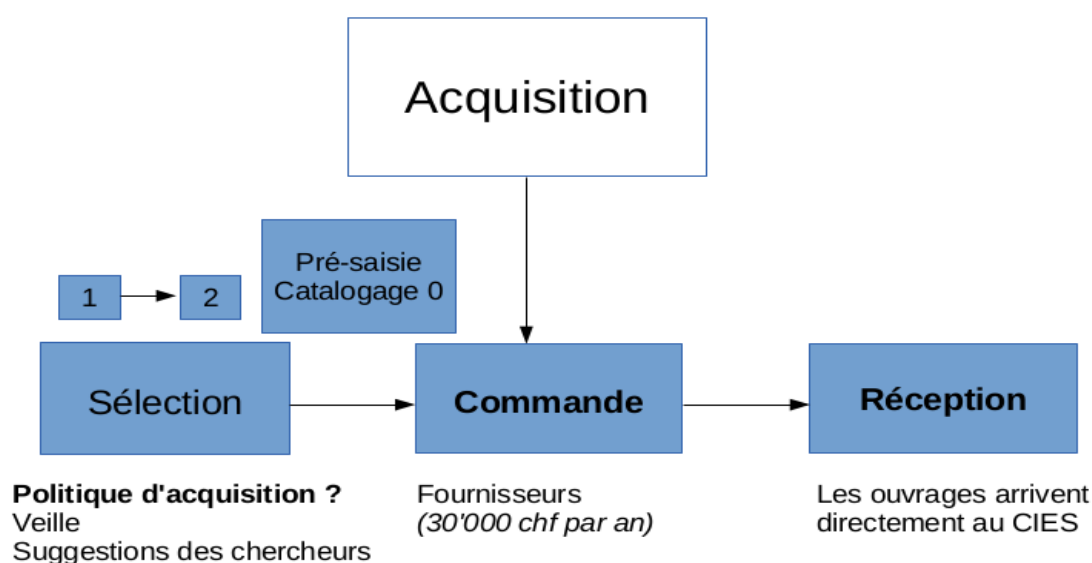 Acquisition
Pré-saisie
Catalogage 0
1
2
Sélection
Commande
Réception
Politique d'acquisition ?
Veille
Suggestions des chercheurs
Fournisseurs
(30'000 chf par an)
Les ouvrages arrivent
directement au CIES